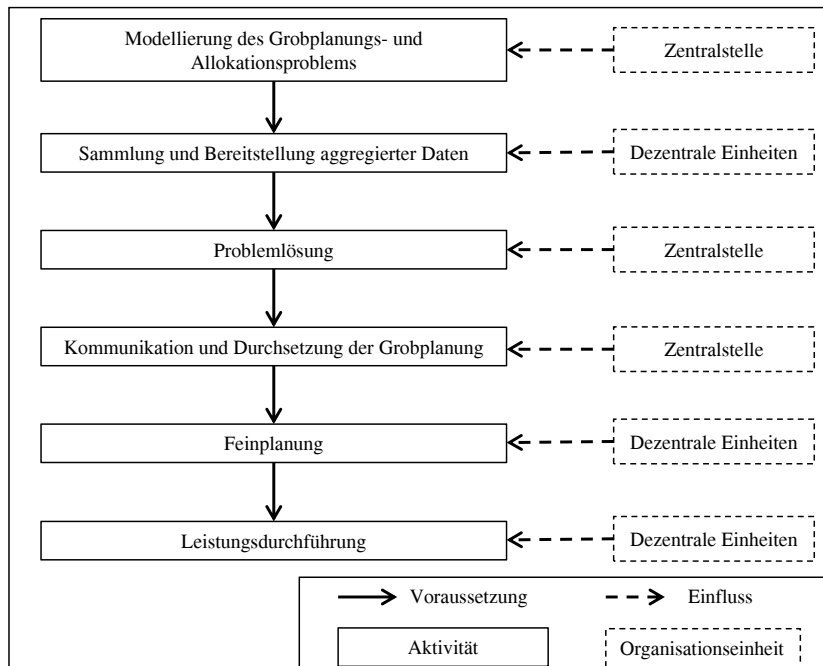 Modellierung des Grobplanungs- und
Allokationsproblems
Zentralstelle
Sammlung und Bereitstellung aggregierter Daten
Dezentrale Einheiten
Problemlösung
Zentralstelle
Kommunikation und Durchsetzung der Grobplanung
Zentralstelle
Feinplanung
Dezentrale Einheiten
Leistungsdurchführung
Dezentrale Einheiten
Voraussetzung
Einfluss
Aktivität
Organisationseinheit